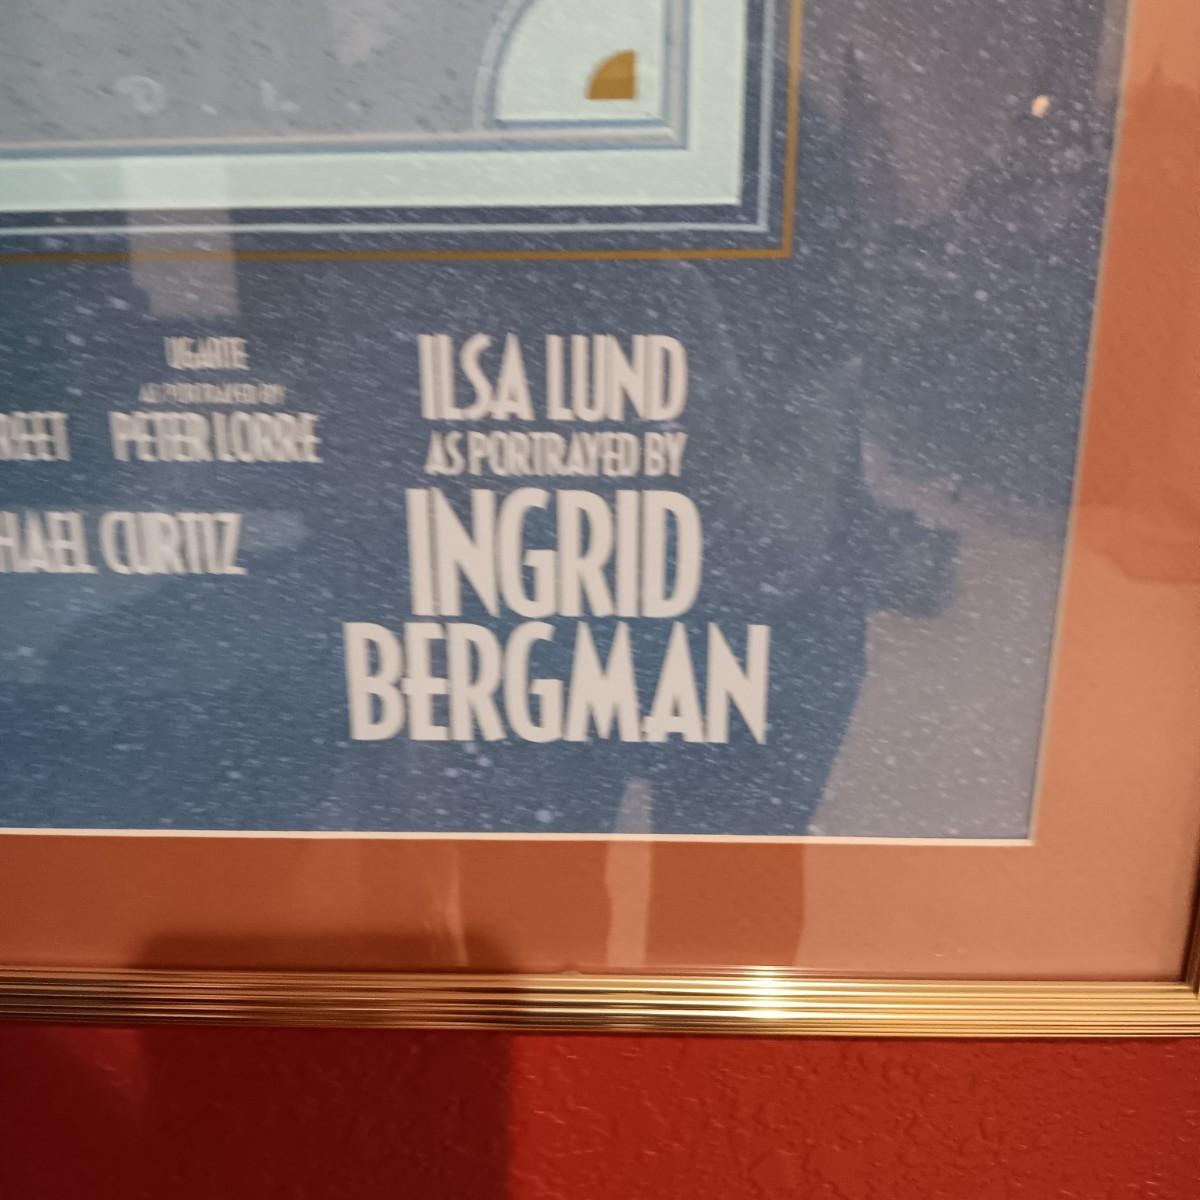 D. L.
UGARTE
AS PORTRAYED BY
REET PETER LORRE
HAEL CURTIZ
ILSA LUND
AS PORTRAYED BY
INGRID
BERGMAN